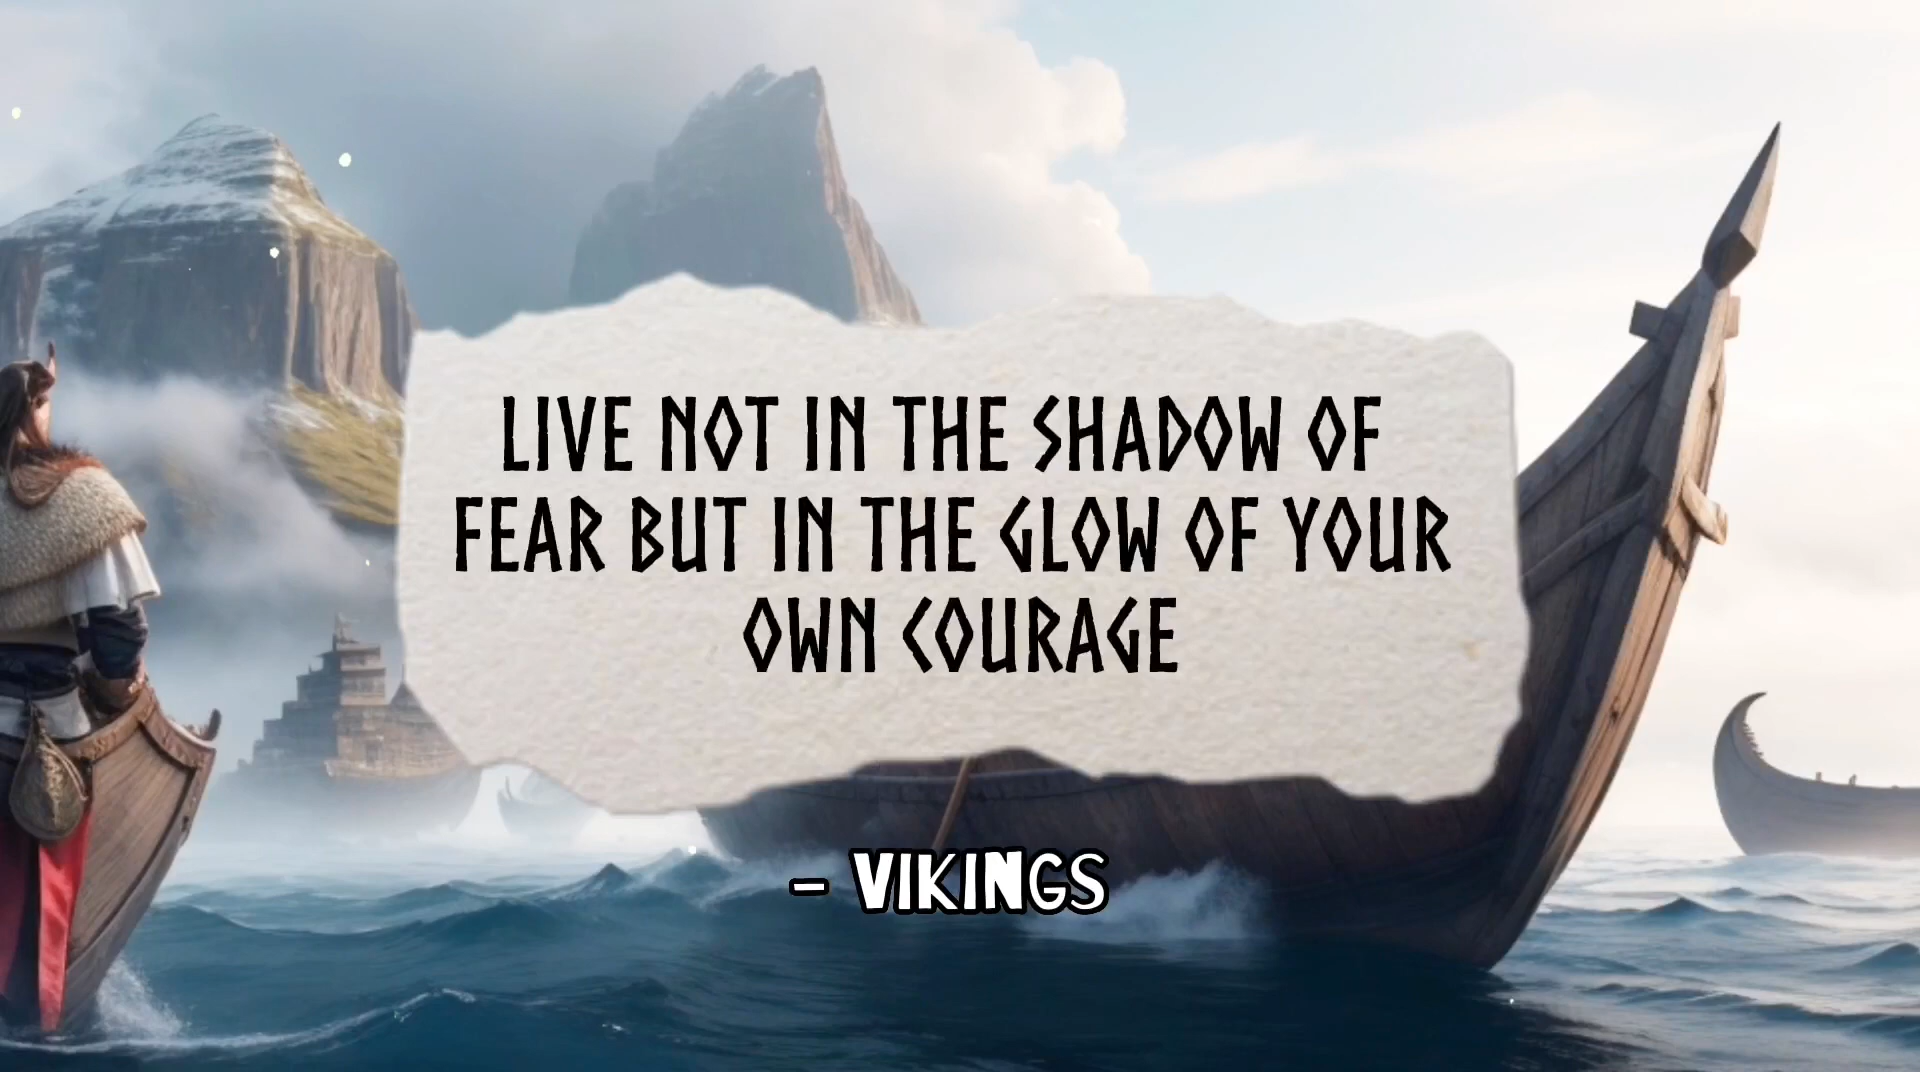 LIVE NOT IN THE SHADOW OF
FEAR BUT IN THE GLOW OF YOUR
OWN COURAGE
- VIKINGS